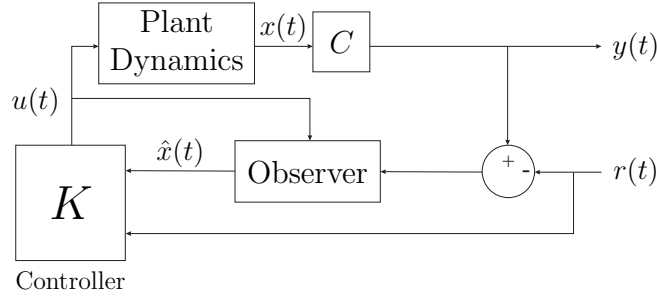 Plant
Dynamics
x(t)
C
y(t)
u(t)
x̂(t)
Observer
+
-
r(t)
K
Controller